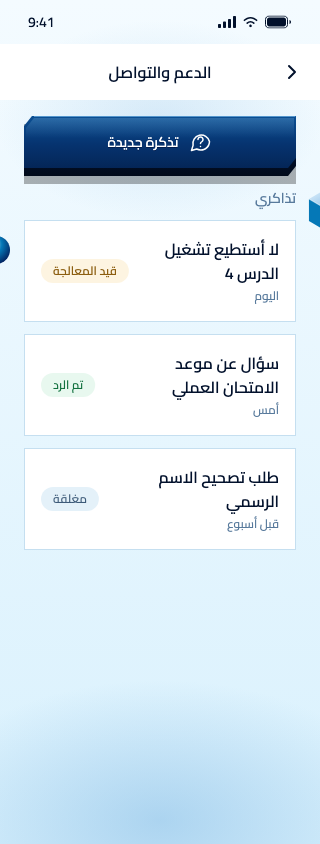 9:41
الدعم والتواصل
تذكرة جديدة
تذاكري
لا أستطيع تشغيل
الدرس 4
اليوم
قيد المعالجة
سؤال عن موعد
الامتحان العملي
أمس
تم الرد
طلب تصحيح الاسم
الرسمي
قبل أسبوع
مغلقة